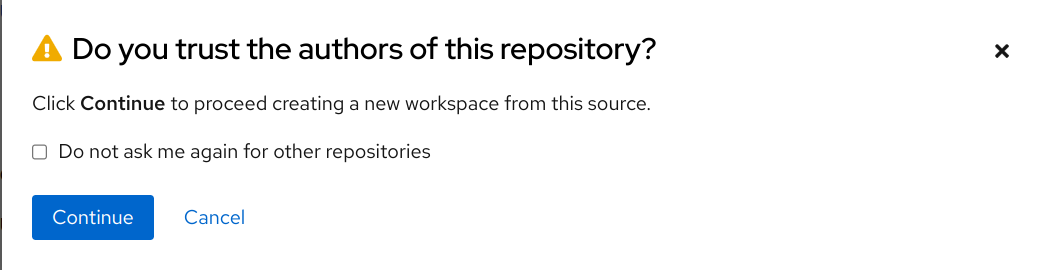 Do you trust the authors of this repository?
Click Continue to proceed creating a new workspace from this source.
Do not ask me again for other repositories
Continue Cancel